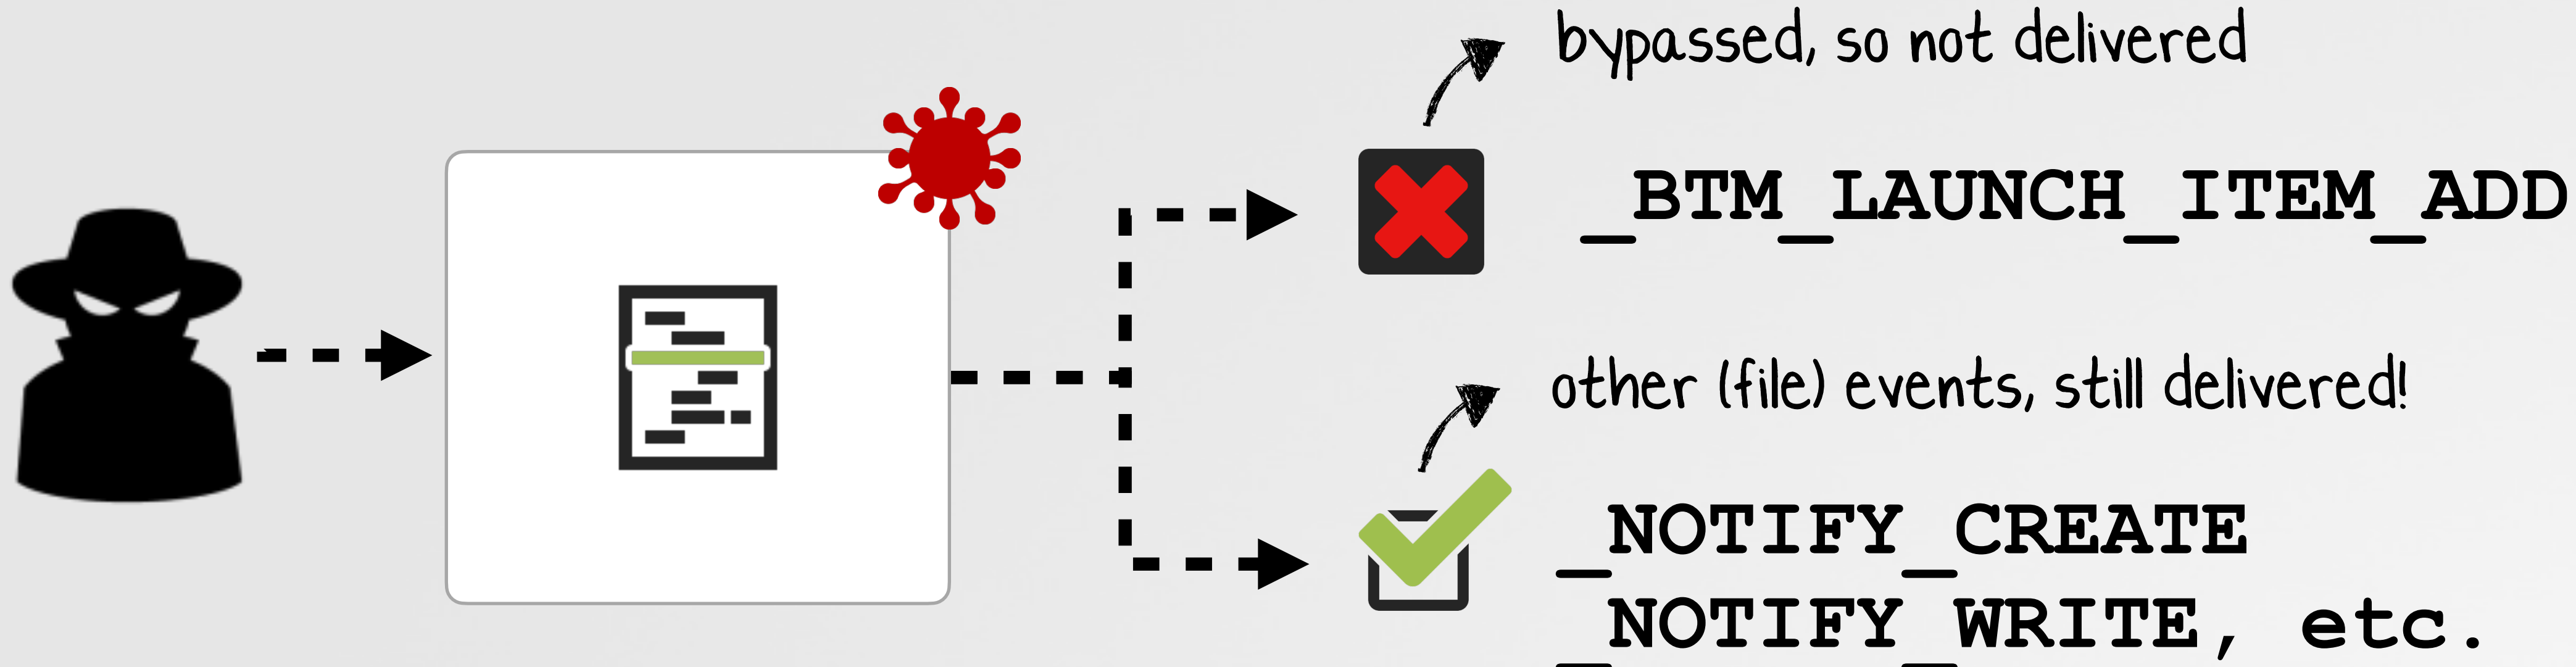 bypassed, so not delivered
_BTM_LAUNCH_ITEM_ADD
other (file) events, still delivered!
_NOTIFY_CREATE
_NOTIFY_WRITE, etc.